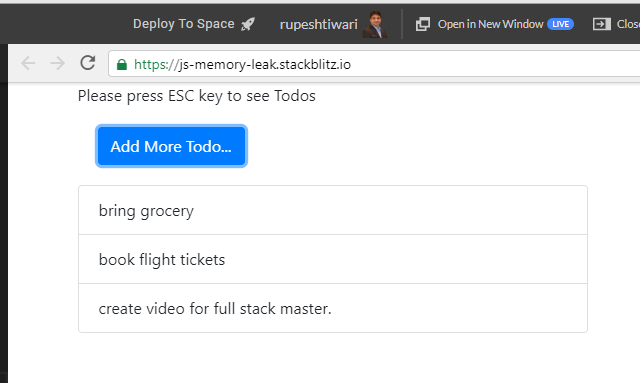 Deploy To Space rupeshtiwari Open in New Window LIVE Close
https://js-memory-leak.stackblitz.io
Please press ESC key to see Todos
Add More Todo...
bring grocery
book flight tickets
create video for full stack master.